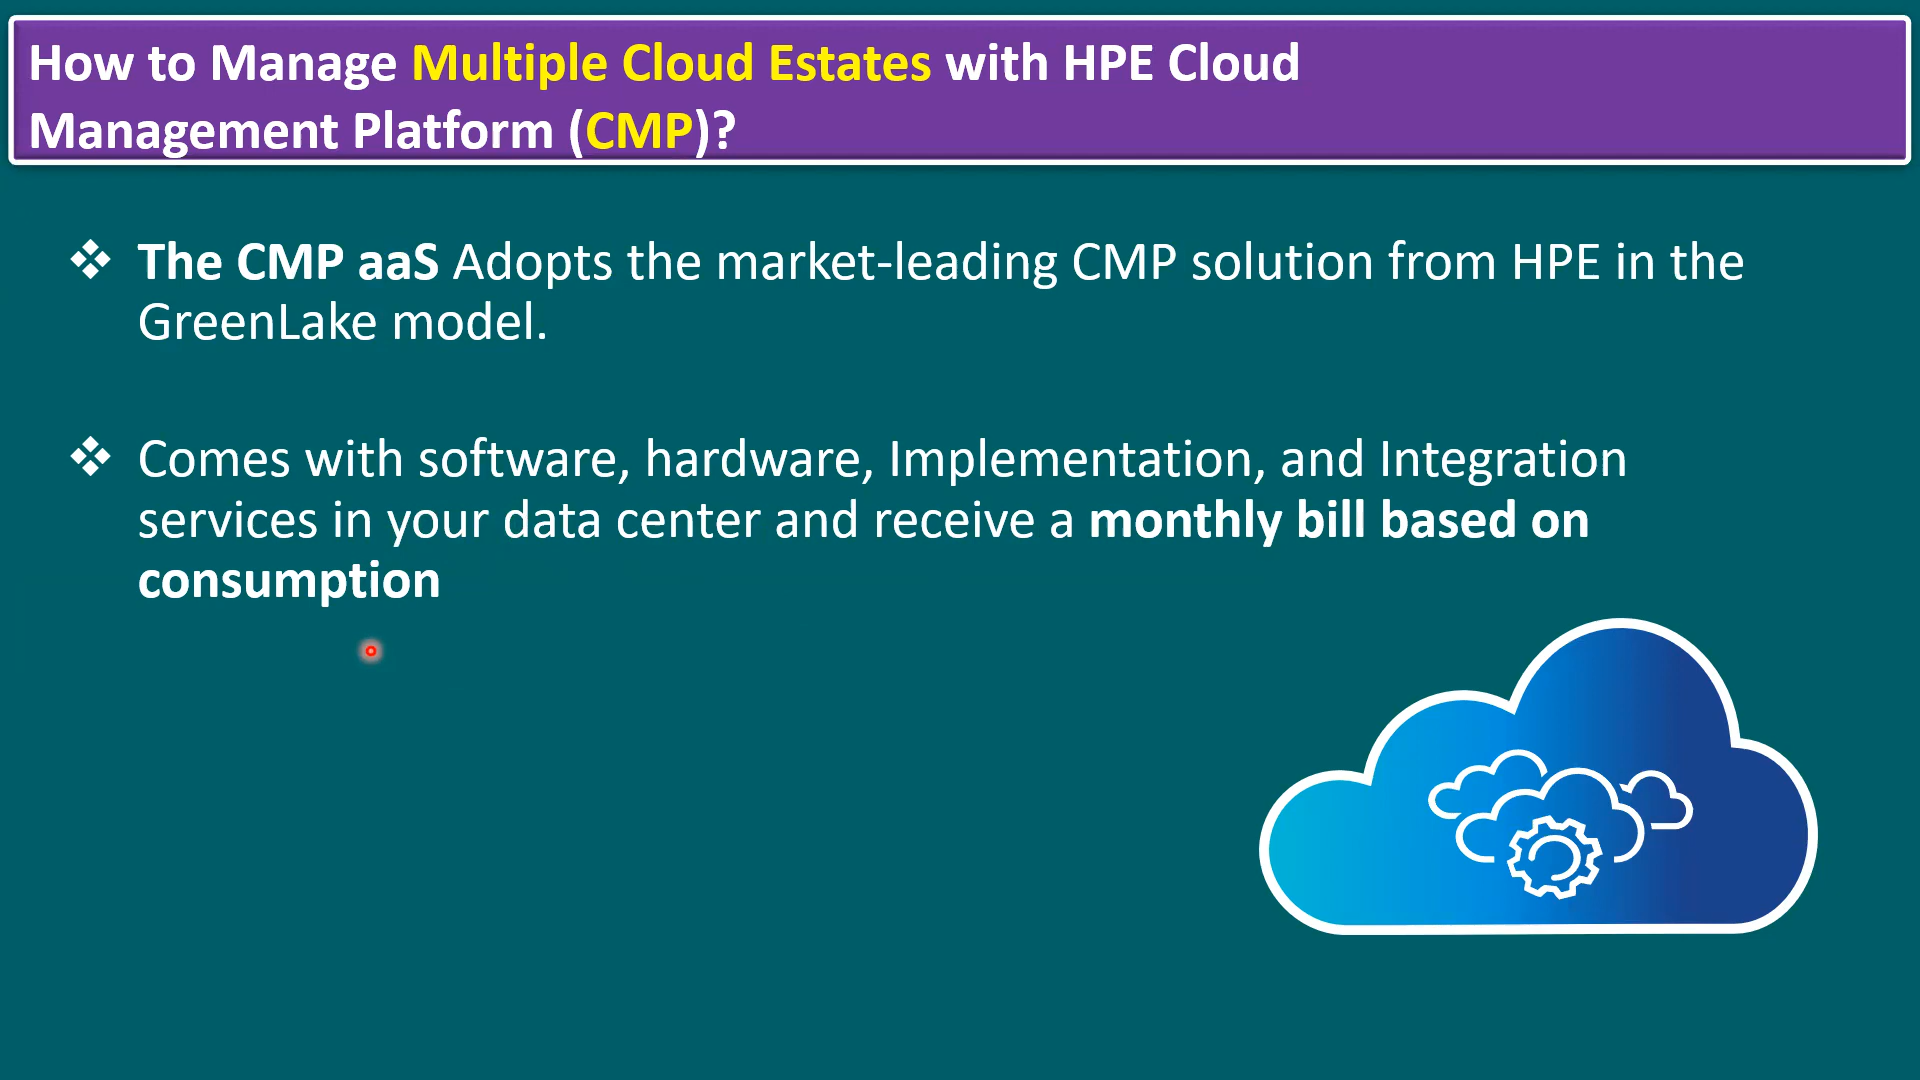 How to Manage Multiple Cloud Estates with HPE Cloud
Management Platform (CMP)?
The CMP aaS Adopts the market-leading CMP solution from HPE in the
GreenLake model.
Comes with software, hardware, Implementation, and Integration
services in your data center and receive a monthly bill based on
consumption